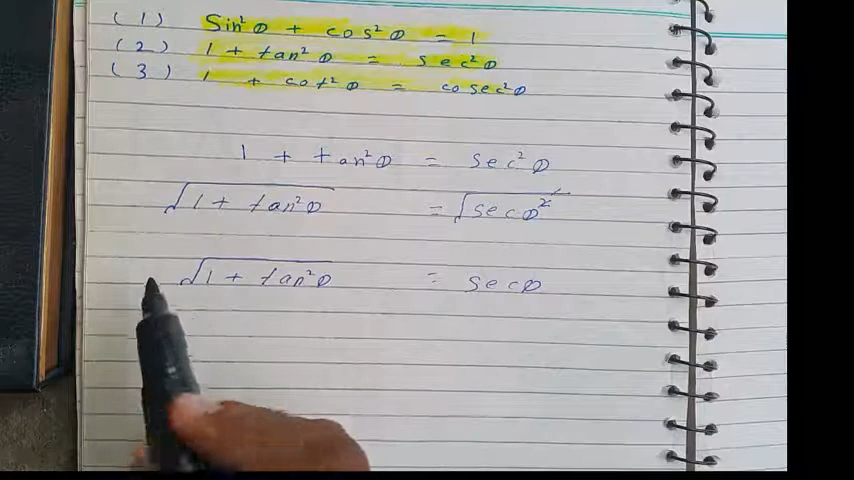 (1) Sin²θ + cos²θ = 1
(2) 1 + tan²θ = sec²θ
(3) 1 + cot²θ = cosec²θ
1 + tan²θ = sec²θ
√1 + tan²θ = √secθ²
√1 + tan²θ = secθ